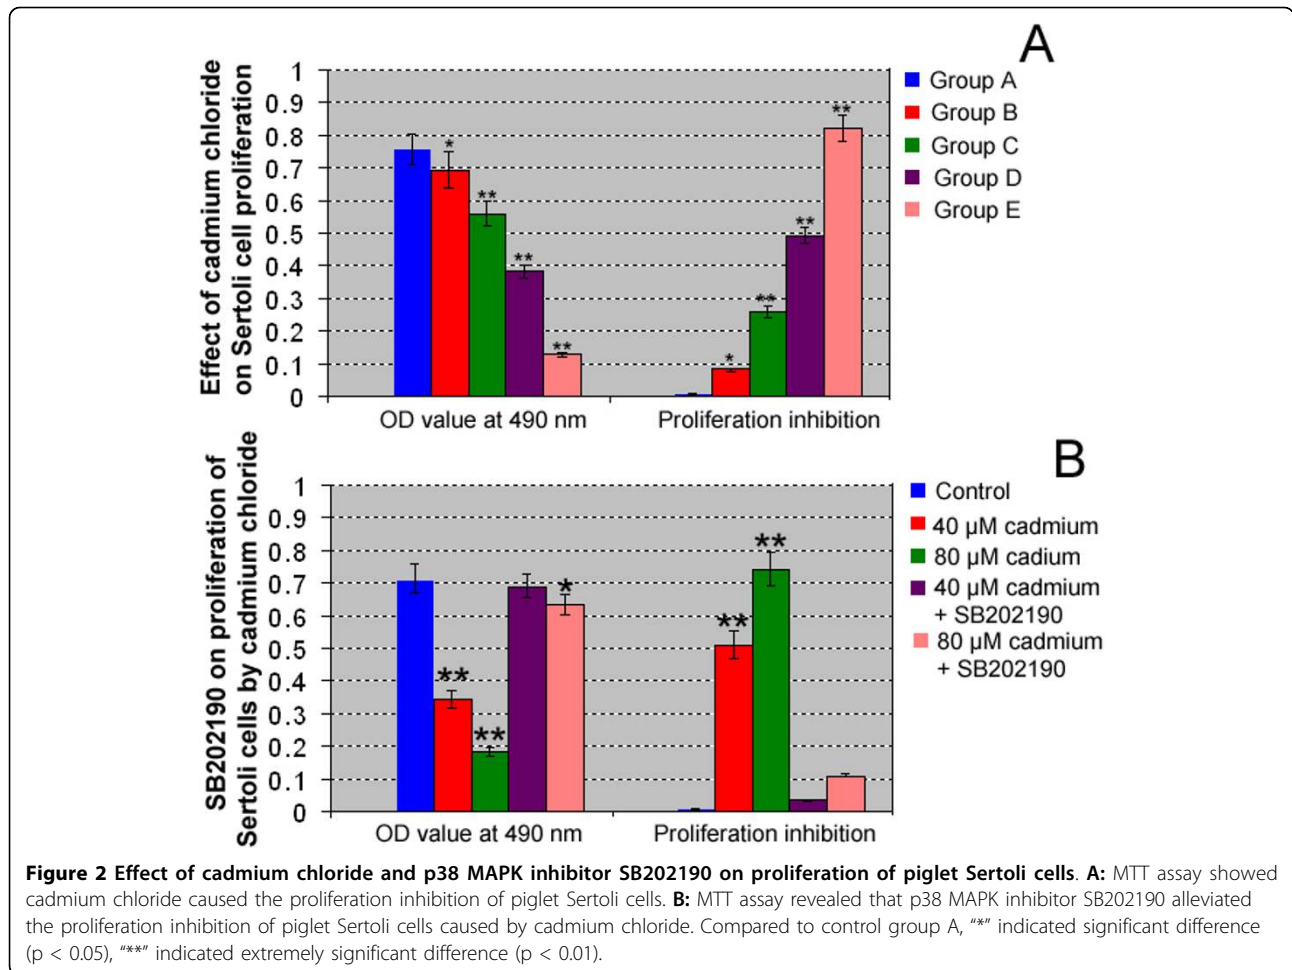 A
Effect of cadmium chloride
on Sertoli cell proliferation
1
0.9
0.8
0.7
0.6
0.5
0.4
0.3
0.2
0.1
0
*
**
**
**
*
**
**
**
OD value at 490 nm
Proliferation inhibition
Group A
Group B
Group C
Group D
Group E
B
SB202190 on proliferation of
Sertoli cells by cadmium chloride
1
0.9
0.8
0.7
0.6
0.5
0.4
0.3
0.2
0.1
0
**
**
*
**
**
OD value at 490 nm
Proliferation inhibition
Control
40 µM cadmium
80 µM cadium
40 µM cadmium
+ SB202190
80 µM cadmium
+ SB202190
Figure 2 Effect of cadmium chloride and p38 MAPK inhibitor SB202190 on proliferation of piglet Sertoli cells. A: MTT assay showed
cadmium chloride caused the proliferation inhibition of piglet Sertoli cells. B: MTT assay revealed that p38 MAPK inhibitor SB202190 alleviated
the proliferation inhibition of piglet Sertoli cells caused by cadmium chloride. Compared to control group A, “*” indicated significant difference
(p < 0.05), “**” indicated extremely significant difference (p < 0.01).